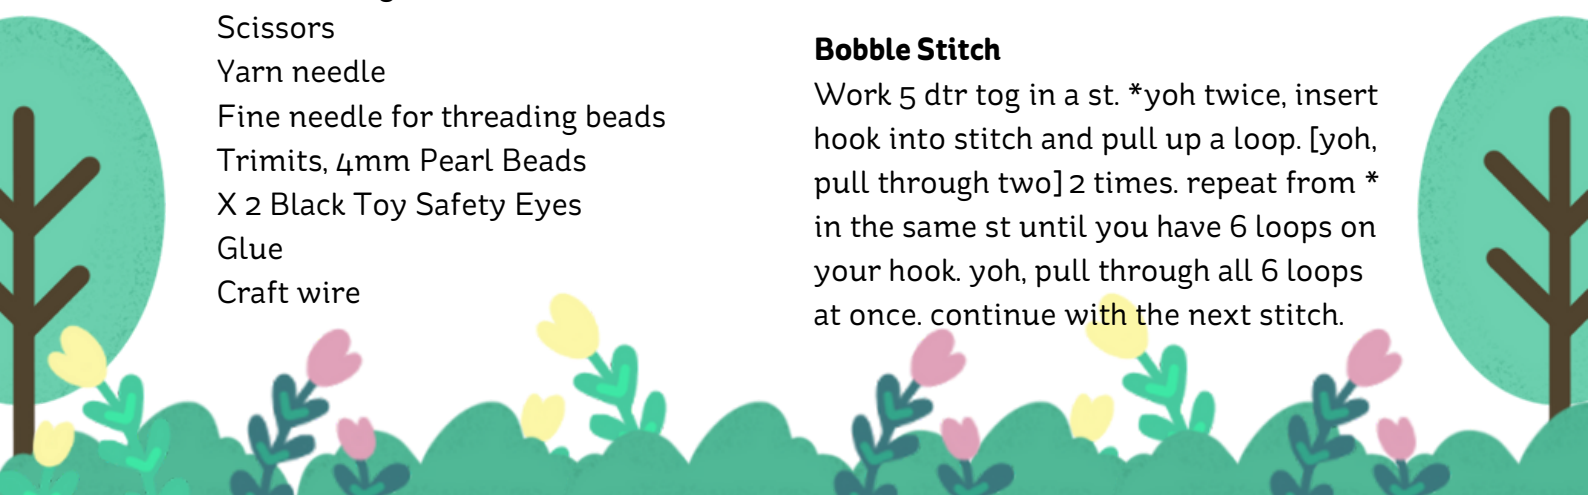 Scissors
Yarn needle
Fine needle for threading beads
Trimits, 4mm Pearl Beads
X 2 Black Toy Safety Eyes
Glue
Craft wire
Bobble Stitch
Work 5 dtr tog in a st. *yoh twice, insert
hook into stitch and pull up a loop. [yoh,
pull through two] 2 times. repeat from *
in the same st until you have 6 loops on
your hook. yoh, pull through all 6 loops
at once. continue with the next stitch.